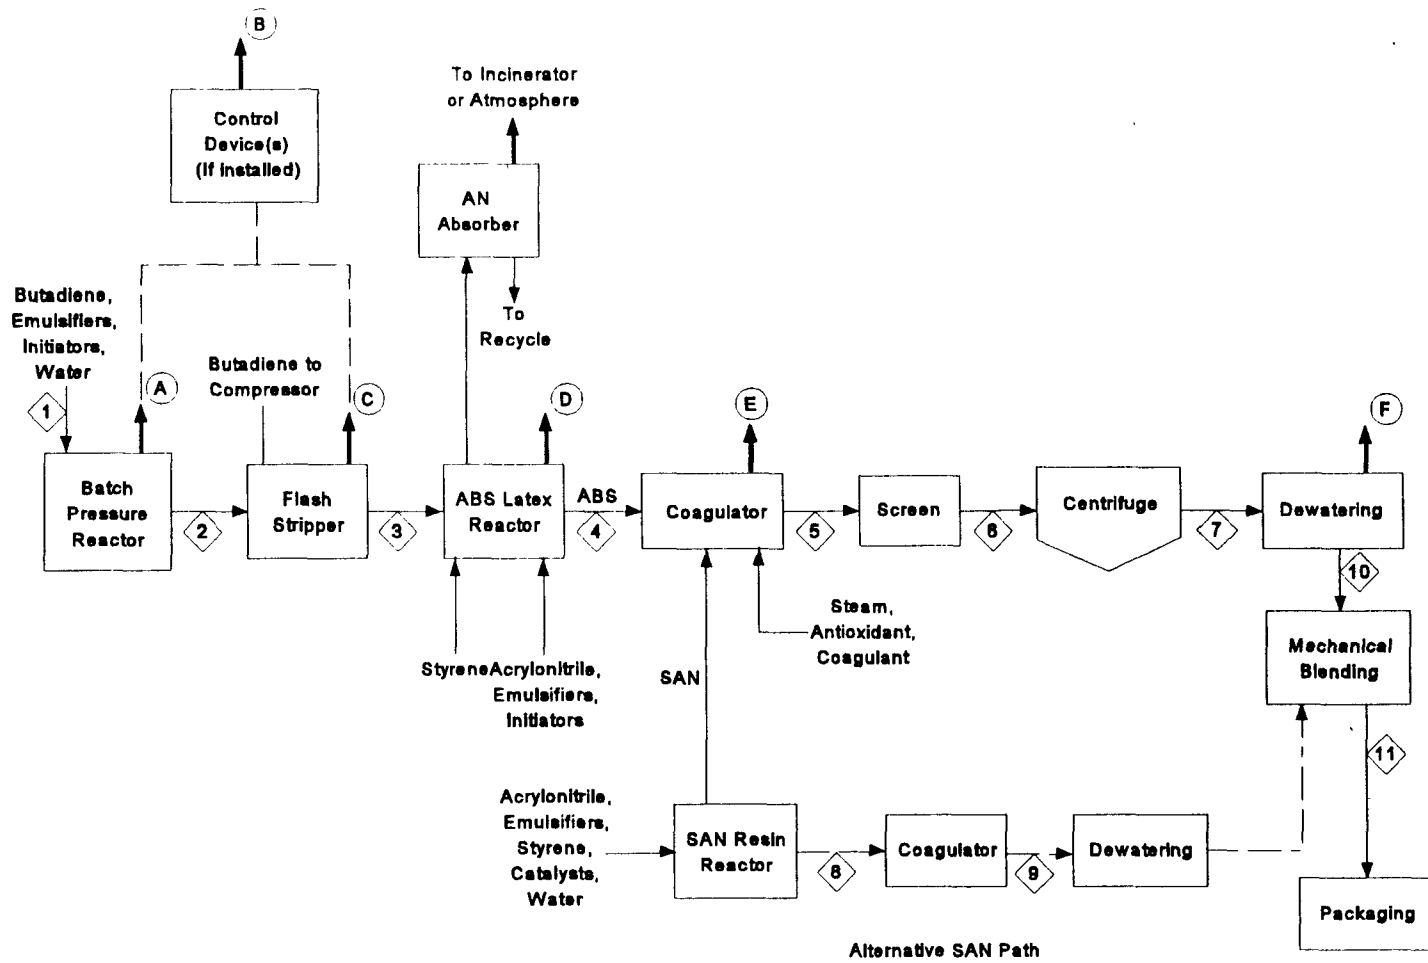 B
Control
Device(s)
(If installed)
To Incinerator
or Atmosphere
AN
Absorber
To
Recycle
Butadiene,
Emulsifiers,
Initiators,
Water
1
A
Butadiene to
Compressor
C
D
E
F
Batch
Pressure
Reactor
2
Flash
Stripper
3
ABS Latex
Reactor
ABS
4
Coagulator
5
Screen
6
Centrifuge
7
Dewatering
10
Styrene
Acrylonitrile,
Emulsifiers,
Initiators
Steam,
Antioxidant,
Coagulant
SAN
Mechanical
Blending
11
Acrylonitrile,
Emulsifiers,
Styrene,
Catalysts,
Water
SAN Resin
Reactor
8
Coagulator
9
Dewatering
Packaging
Alternative SAN Path